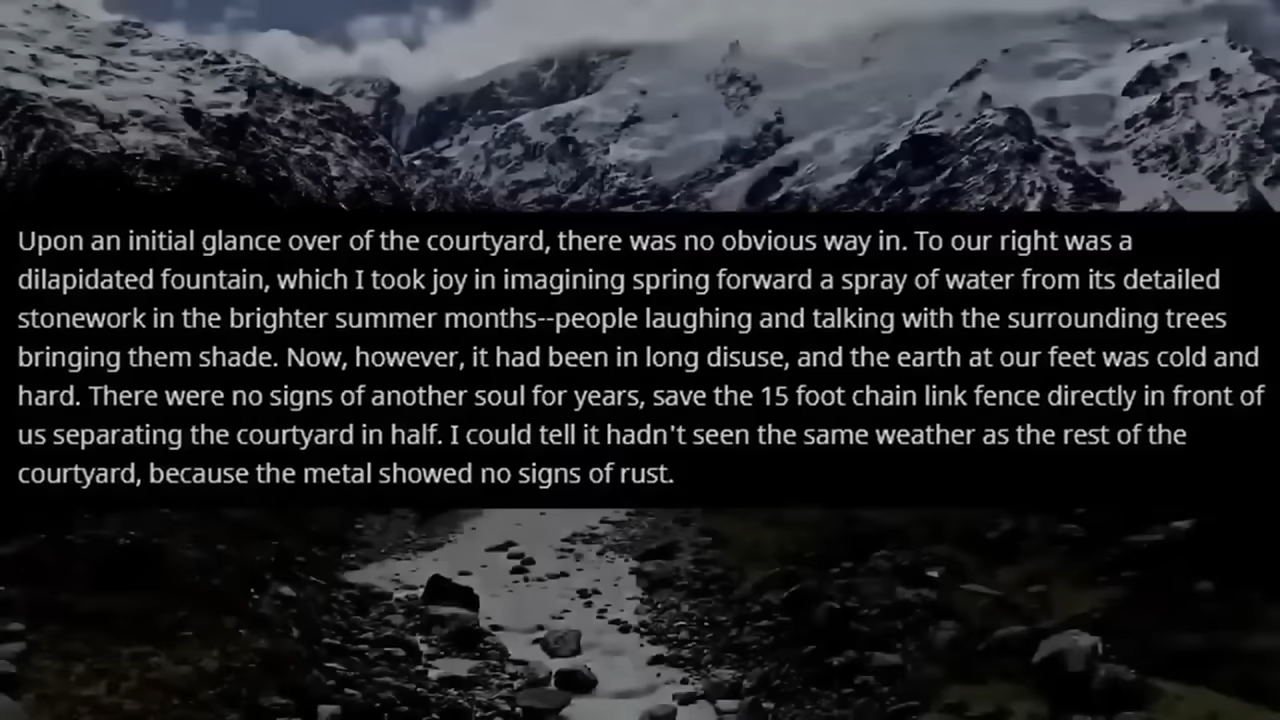 Upon an initial glance over of the courtyard, there was no obvious way in. To our right was a
dilapidated fountain, which I took joy in imagining spring forward a spray of water from its detailed
stonework in the brighter summer months--people laughing and talking with the surrounding trees
bringing them shade. Now, however, it had been in long disuse, and the earth at our feet was cold and
hard. There were no signs of another soul for years, save the 15 foot chain link fence directly in front of
us separating the courtyard in half. I could tell it hadn't seen the same weather as the rest of the
courtyard, because the metal showed no signs of rust.